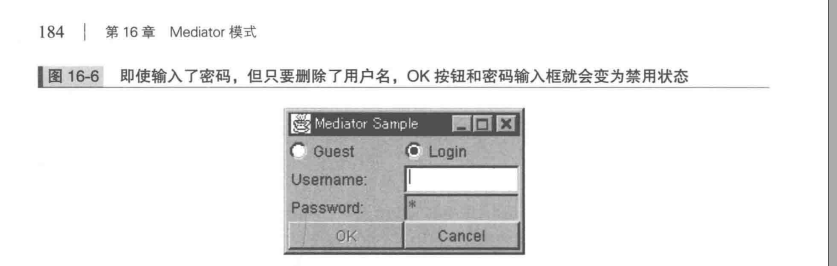 184 | 第 16 章 Mediator 模式
图 16-6 即使输入了密码，但只要删除了用户名，OK 按钮和密码输入框就会变为禁用状态
Mediator Sample
Guest Login
Username:
Password: *
OK Cancel